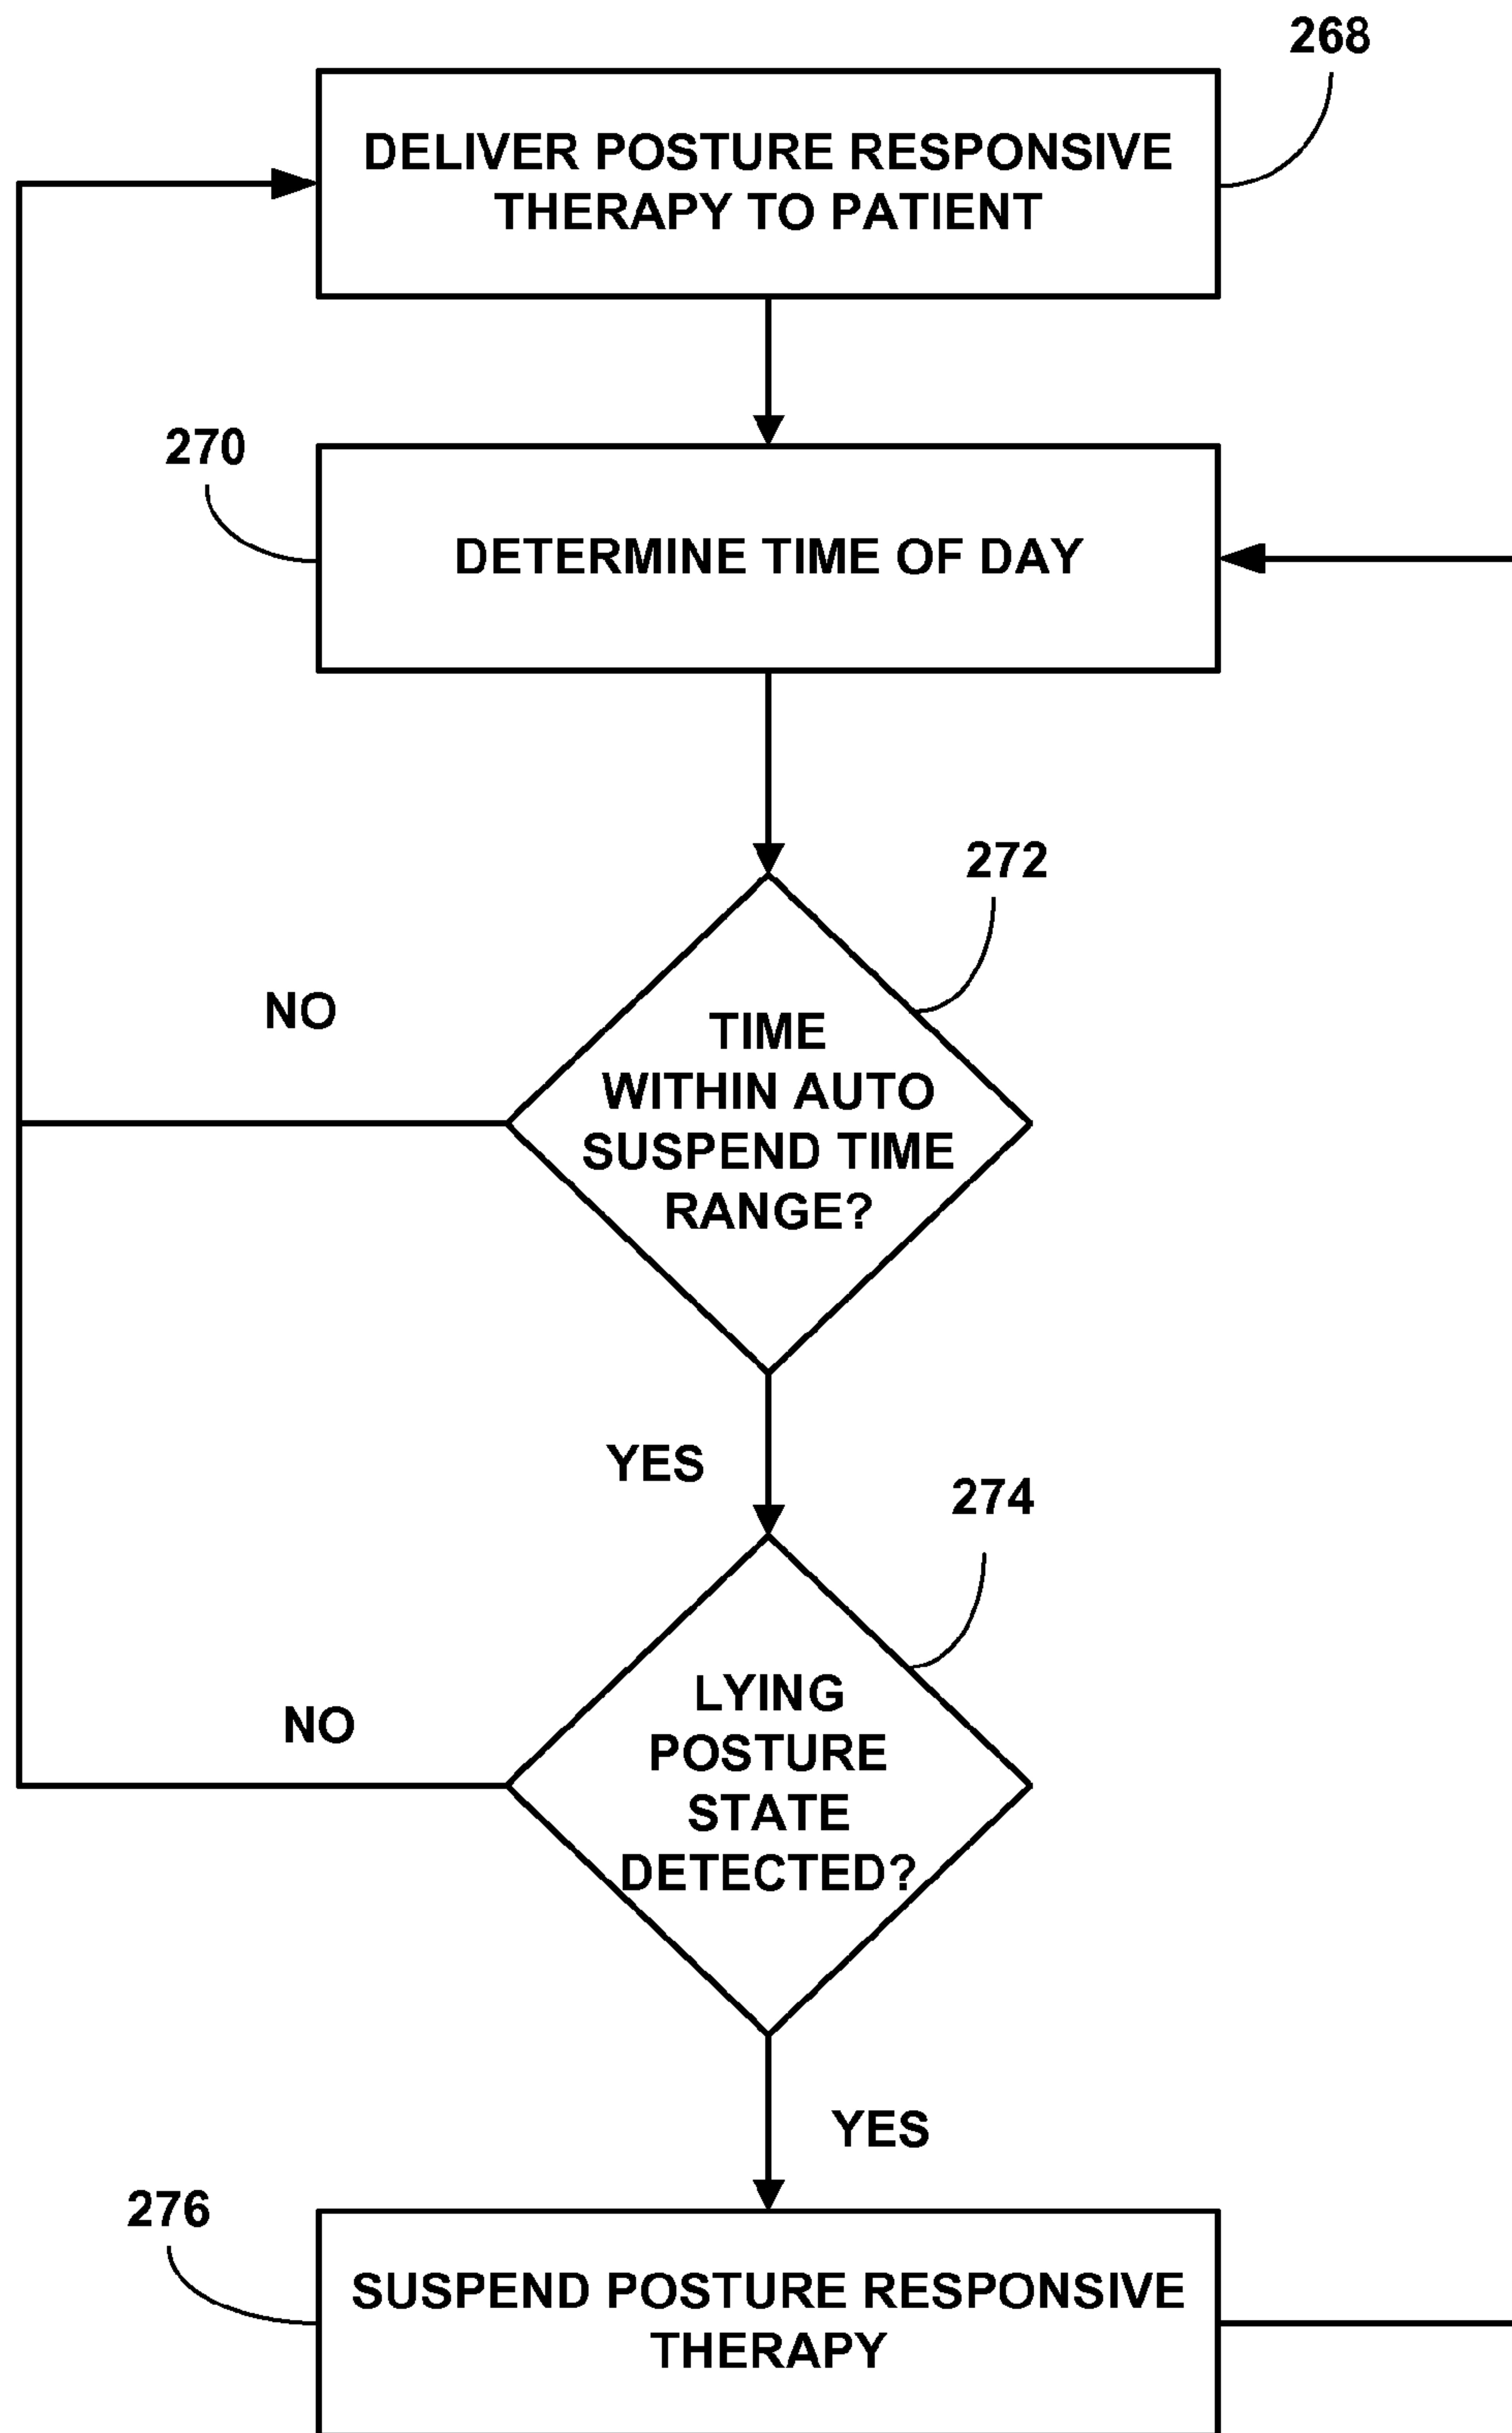 268
DELIVER POSTURE RESPONSIVE
THERAPY TO PATIENT
270
DETERMINE TIME OF DAY
272
NO
TIME
WITHIN AUTO
SUSPEND TIME
RANGE?
YES
274
LYING
POSTURE
STATE
DETECTED?
NO
YES
276
SUSPEND POSTURE RESPONSIVE
THERAPY